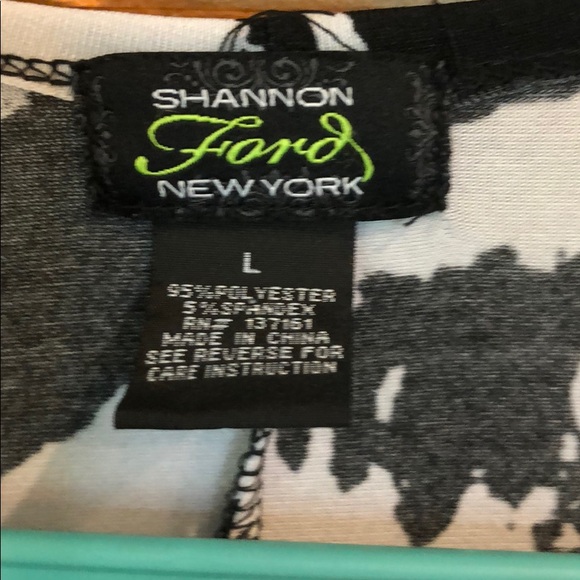 SHANNON
Ford
NEW YORK
L
95%POLYESTER
5%SPANDEX
RN# 137161
MADE IN CHINA
SEE REVERSE FOR
CARE INSTRUCTION